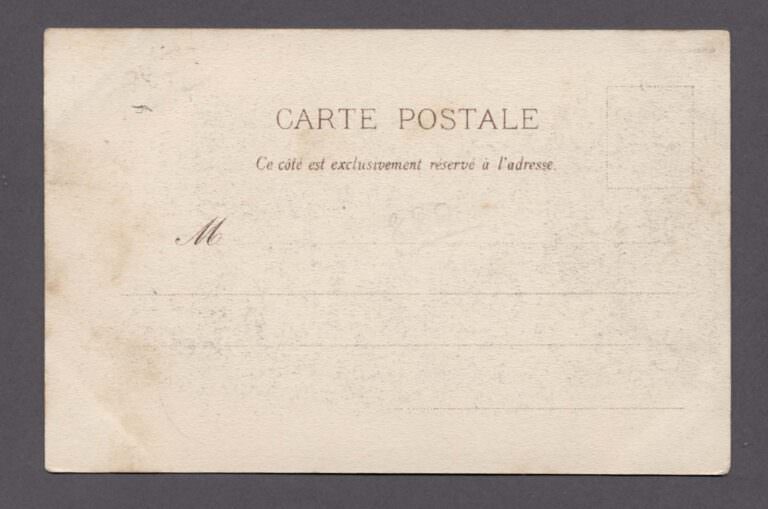 CARTE POSTALE
Ce côté est exclusivement réservé à l'adresse.
M